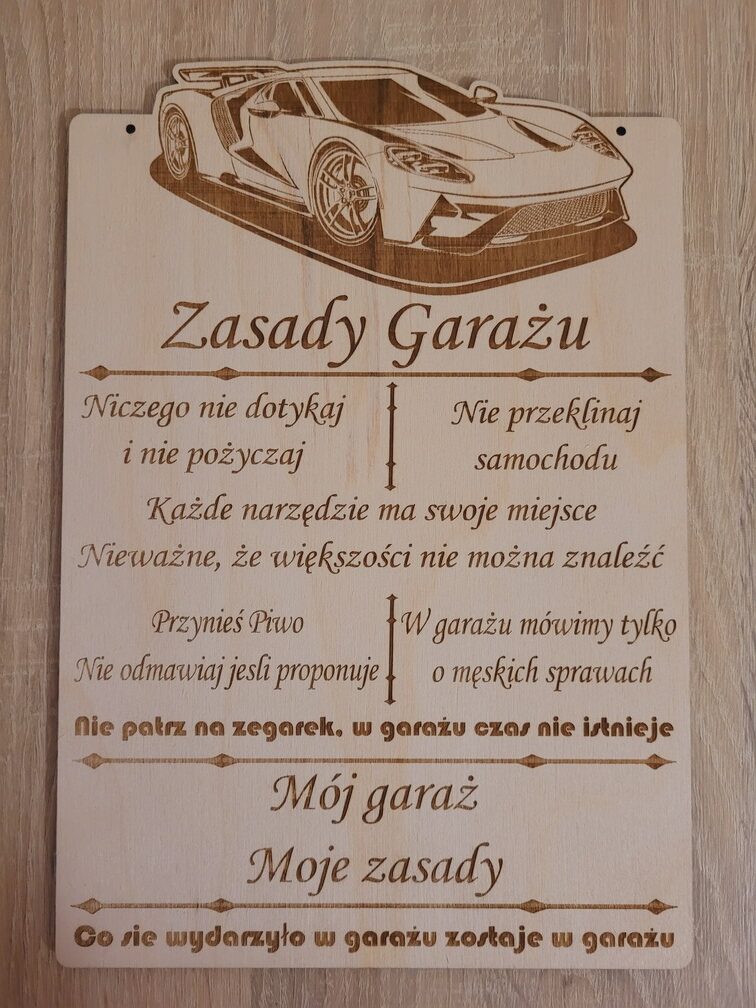 Zasady Garażu
Niczego nie dotykaj
i nie pożyczaj
Nie przeklinaj
samochodu
Każde narzędzie ma swoje miejsce
Nieważne, że większości nie można znaleźć
Przynieś Piwo
Nie odmawiaj jesli proponuje
W garażu mówimy tylko
o męskich sprawach
Nie patrz na zegarek, w garażu czas nie istnieje
Mój garaż
Moje zasady
Co sie wydarzyło w garażu zostaje w garażu